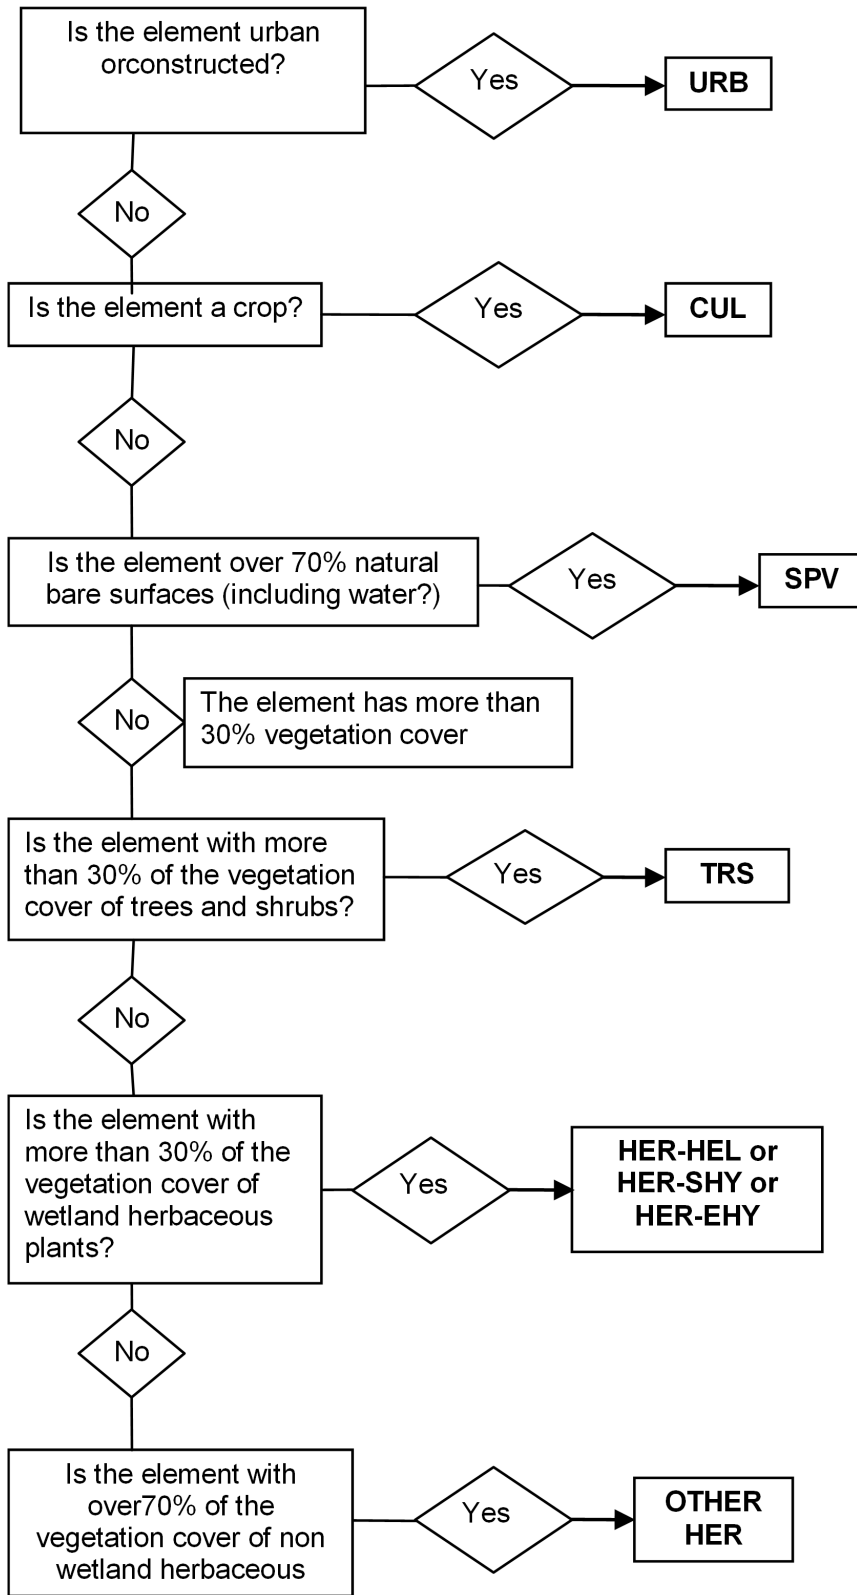 Is the element urban
orconstructed?
Yes
URB
No
Is the element a crop?
Yes
CUL
No
Is the element over 70% natural
bare surfaces (including water?)
Yes
SPV
No
The element has more than
30% vegetation cover
Is the element with more
than 30% of the vegetation
cover of trees and shrubs?
Yes
TRS
No
Is the element with
more than 30% of the
vegetation cover of
wetland herbaceous
plants?
Yes
HER-HEL or
HER-SHY or
HER-EHY
No
Is the element with
over70% of the
vegetation cover of non
wetland herbaceous
Yes
OTHER
HER